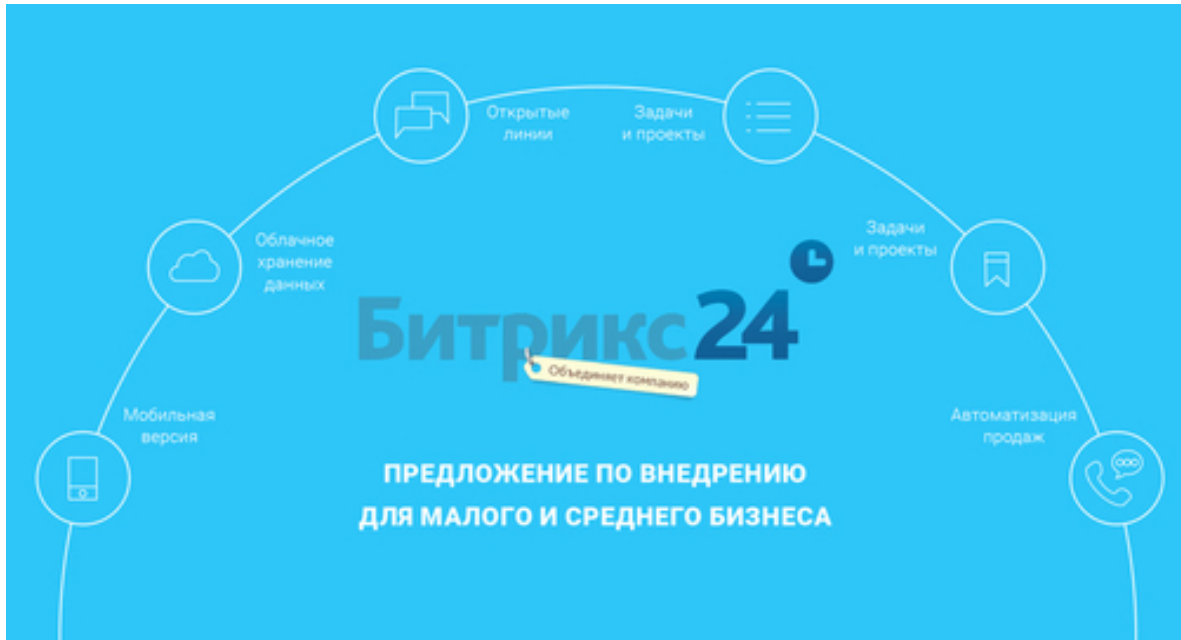 Открытые
линии
Задачи
и проекты
Облачное
хранение
данных
Задачи
и проекты
Битрикс24
Объединяет компанию
Мобильная
версия
Автоматизация
продаж
ПРЕДЛОЖЕНИЕ ПО ВНЕДРЕНИЮ
ДЛЯ МАЛОГО И СРЕДНЕГО БИЗНЕСА